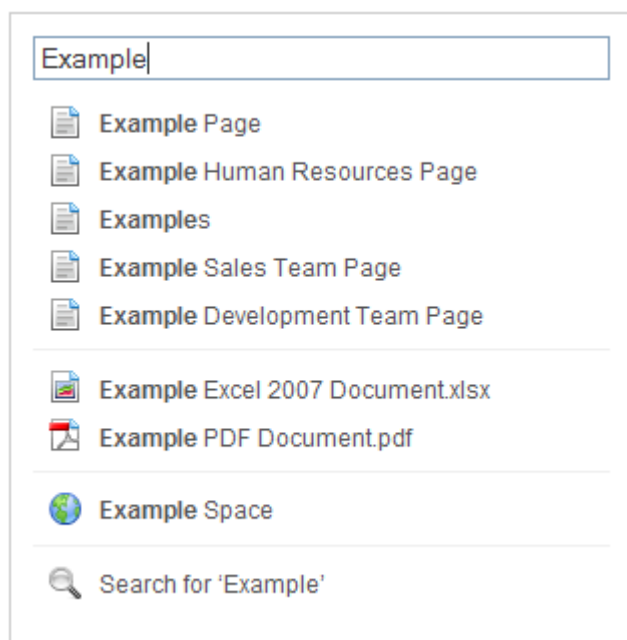 Example
Example Page
Example Human Resources Page
Examples
Example Sales Team Page
Example Development Team Page
Example Excel 2007 Document.xlsx
Example PDF Document.pdf
Example Space
Search for ‘Example’